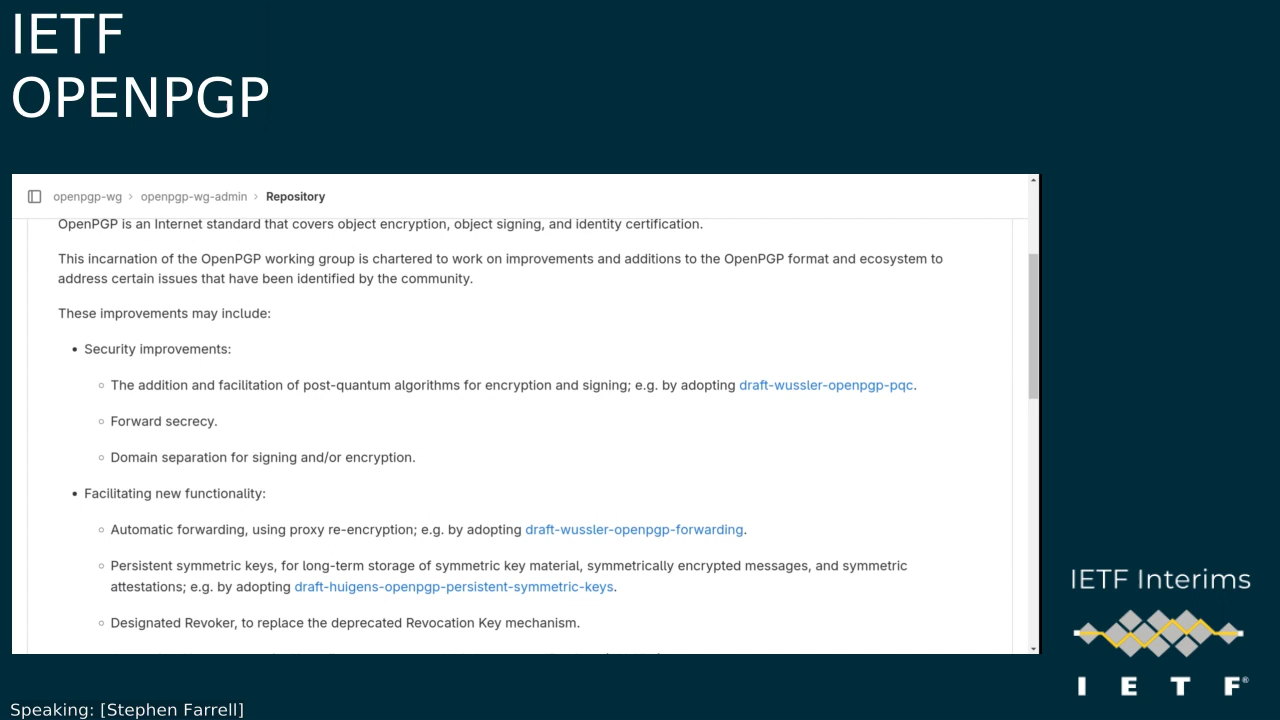 IETF
OPENPGP
openpgp-wg › openpgp-wg-admin › Repository
OpenPGP is an Internet standard that covers object encryption, object signing, and identity certification.
This incarnation of the OpenPGP working group is chartered to work on improvements and additions to the OpenPGP format and ecosystem to
address certain issues that have been identified by the community.
These improvements may include:
• Security improvements:
◦ The addition and facilitation of post-quantum algorithms for encryption and signing; e.g. by adopting draft-wussler-openpgp-pqc.
◦ Forward secrecy.
◦ Domain separation for signing and/or encryption.
• Facilitating new functionality:
◦ Automatic forwarding, using proxy re-encryption; e.g. by adopting draft-wussler-openpgp-forwarding.
◦ Persistent symmetric keys, for long-term storage of symmetric key material, symmetrically encrypted messages, and symmetric
attestations; e.g. by adopting draft-huigens-openpgp-persistent-symmetric-keys.
◦ Designated Revoker, to replace the deprecated Revocation Key mechanism.
IETF Interims
I E T F®
Speaking: [Stephen Farrell]